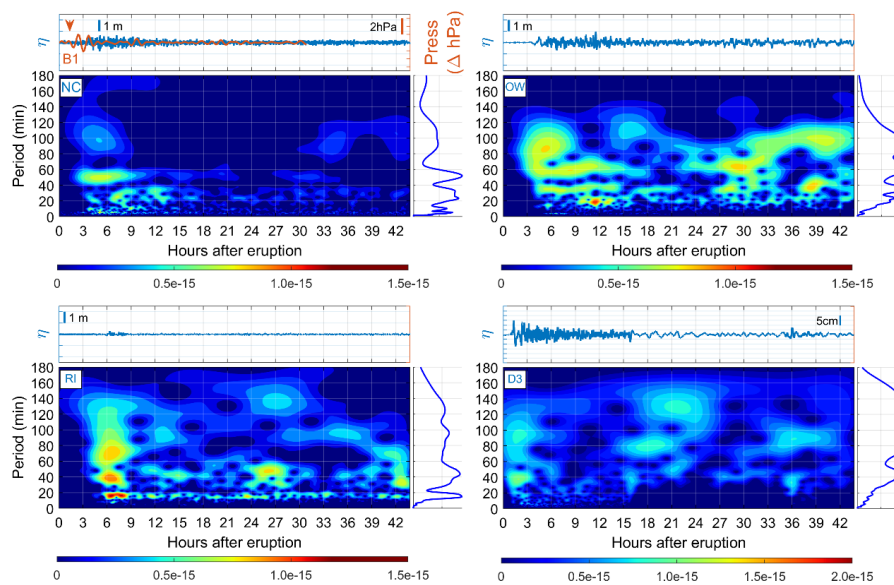 η
1 m
2hPa
B1
Press (Δ hPa)
NC
Period (min)
180
160
140
120
100
80
60
40
20
0
0 3 6 9 12 15 18 21 24 27 30 33 36 39 42
Hours after eruption
0 0.5e-15 1.0e-15 1.5e-15
η
1 m
OW
180
160
140
120
100
80
60
40
20
0
0 3 6 9 12 15 18 21 24 27 30 33 36 39 42
Hours after eruption
0 0.5e-15 1.0e-15 1.5e-15
η
1 m
RI
Period (min)
180
160
140
120
100
80
60
40
20
0
0 3 6 9 12 15 18 21 24 27 30 33 36 39 42
Hours after eruption
0 0.5e-15 1.0e-15 1.5e-15
η
5cm
D3
180
160
140
120
100
80
60
40
20
0
0 3 6 9 12 15 18 21 24 27 30 33 36 39 42
Hours after eruption
0 0.5e-15 1.0e-15 1.5e-15 2.0e-15